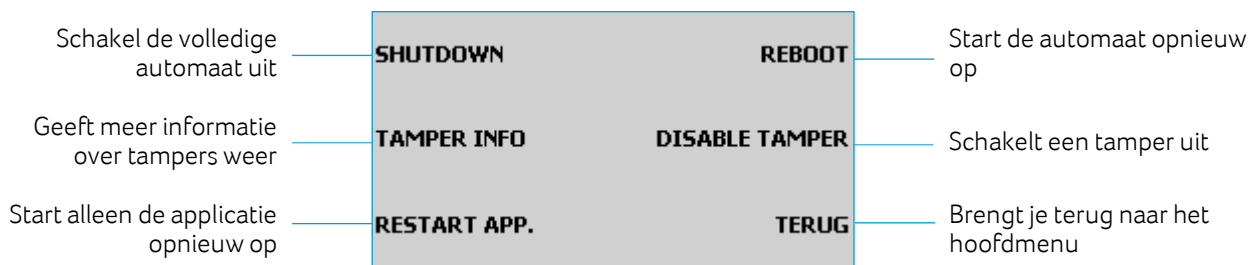 Schakel de volledige
automaat uit
SHUTDOWN
REBOOT
Start de automaat opnieuw
op
Geeft meer informatie
over tampers weer
TAMPER INFO
DISABLE TAMPER
Schakelt een tamper uit
Start alleen de applicatie
opnieuw op
RESTART APP.
TERUG
Brengt je terug naar het
hoofdmenu